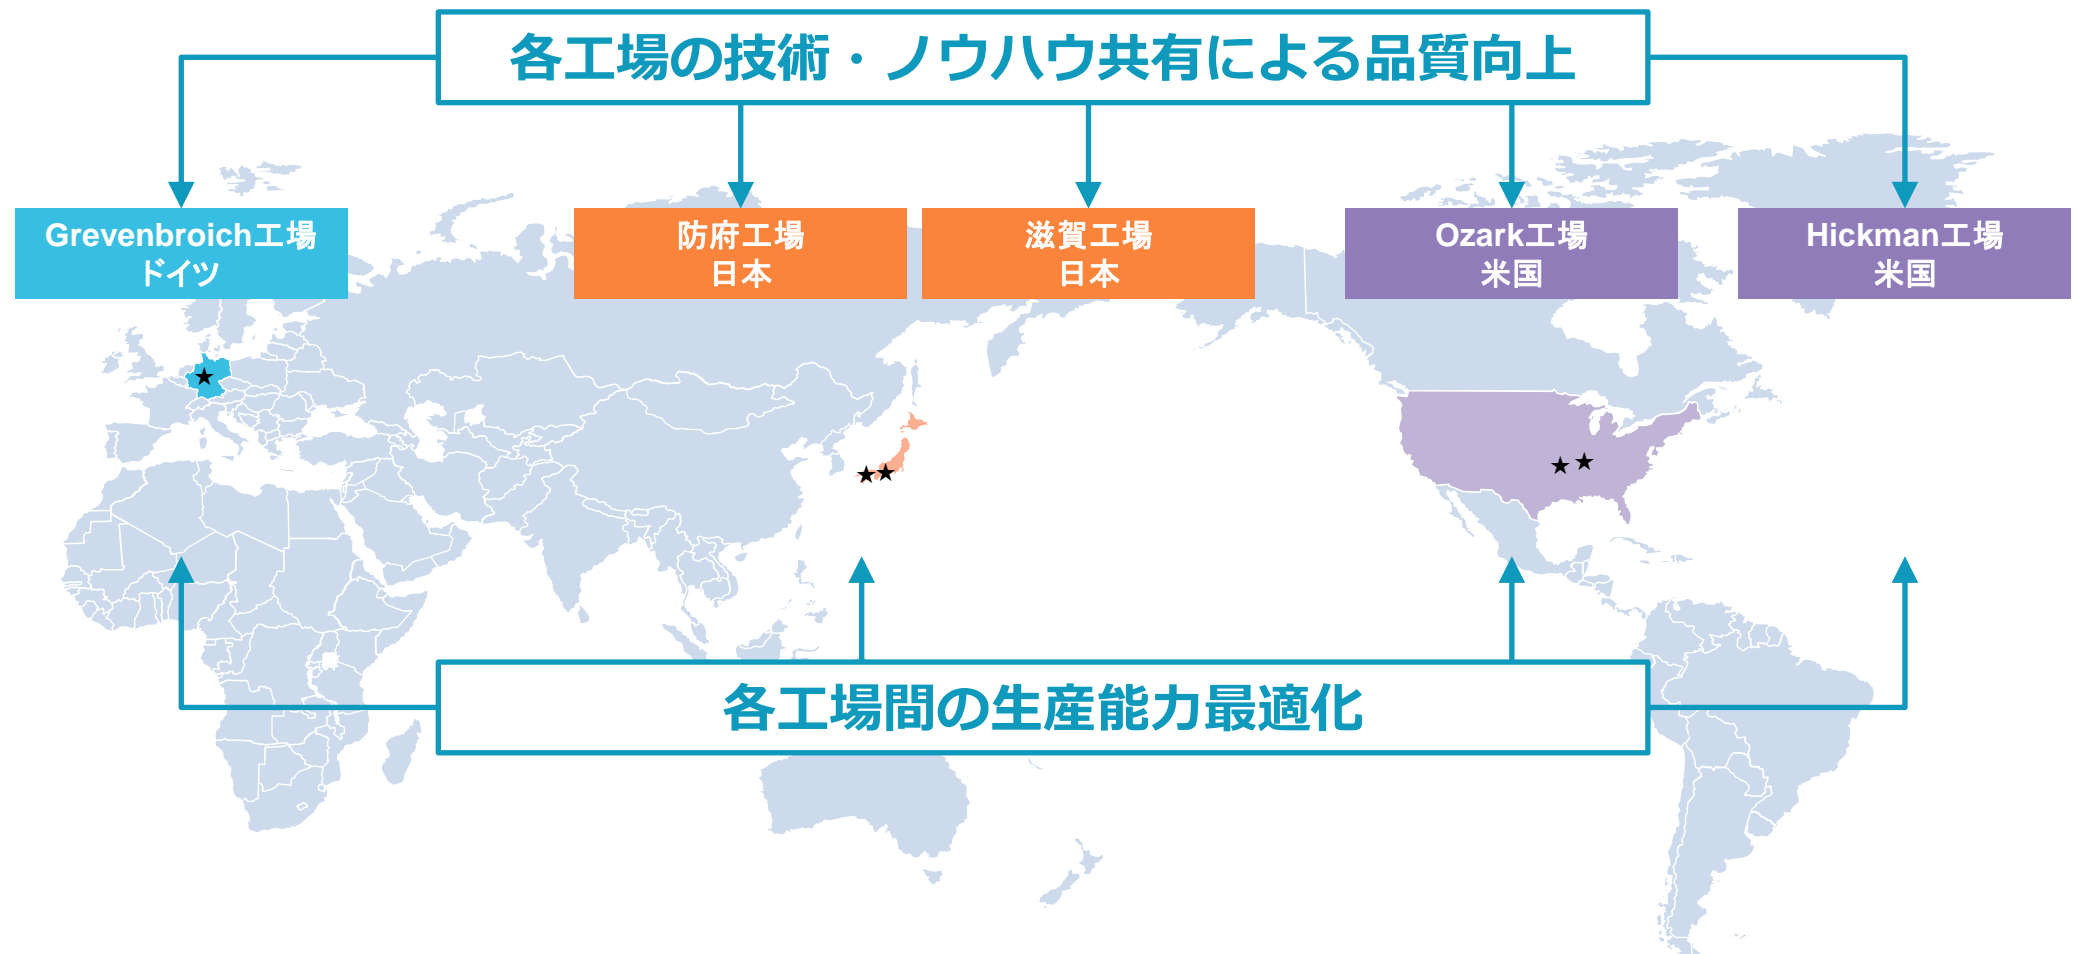 各工場の技術・ノウハウ共有による品質向上
Grevenbroich工場
ドイツ
防府工場
日本
滋賀工場
日本
Ozark工場
米国
Hickman工場
米国
各工場間の生産能力最適化